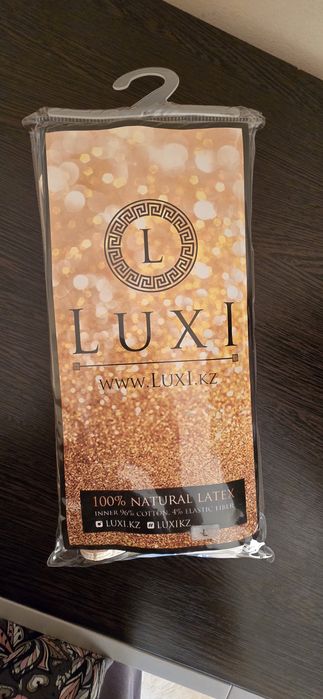 L
LUXI
WWW.LUXI.KZ
100% NATURAL LATEX
INNER 96% COTTON, 4% ELASTIC FIBER
LUXI.KZ LUXIKZ
L